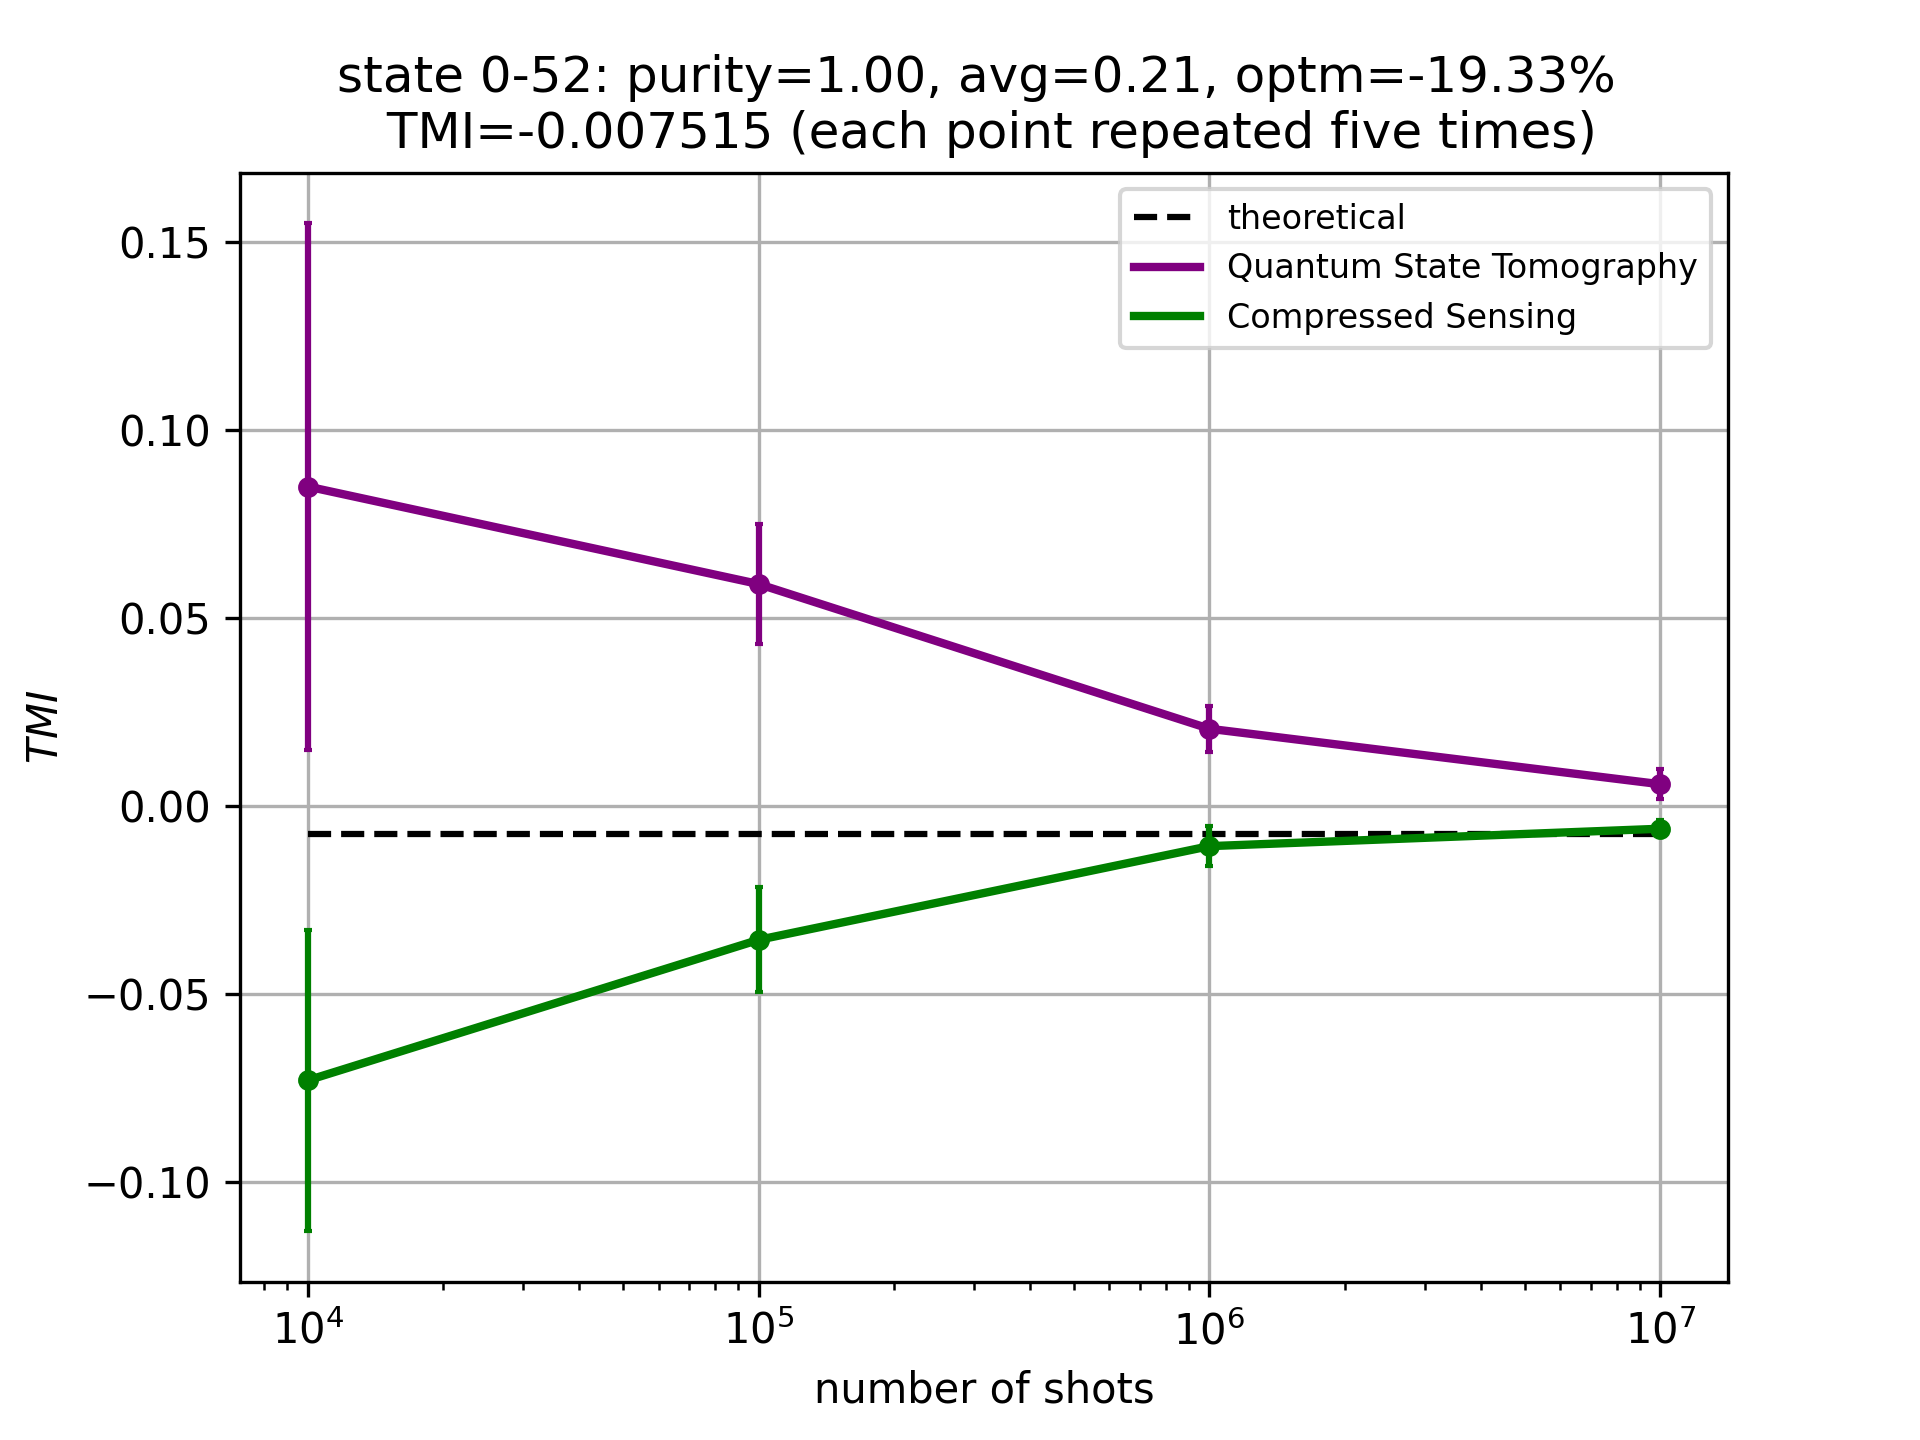 state 0-52: purity=1.00, avg=0.21, optm=-19.33%
TMI=-0.007515 (each point repeated five times)
theoretical
Quantum State Tomography
Compressed Sensing
0.15
0.10
0.05
0.00
−0.05
−0.10
TMI
10⁴
10⁵
10⁶
10⁷
number of shots